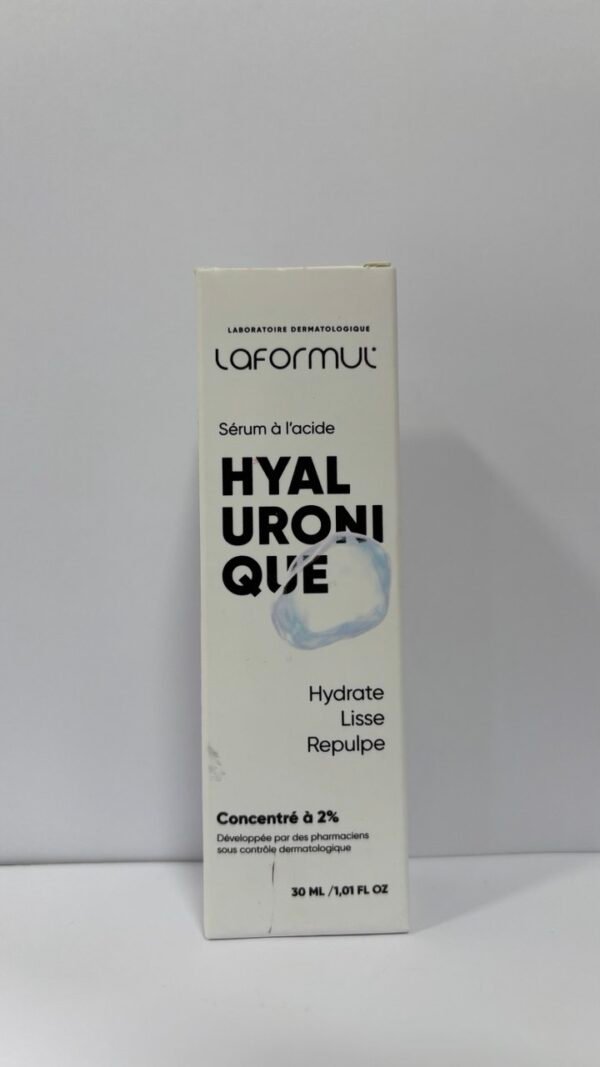 LABORATOIRE DERMATOLOGIQUE
LAFORMUL
Sérum à l'acide
HYAL
URONI
QUE
Hydrate
Lisse
Repulpe
Concentré à 2%
Développée par des pharmaciens
sous contrôle dermatologique
30 ML /1,01 FL OZ